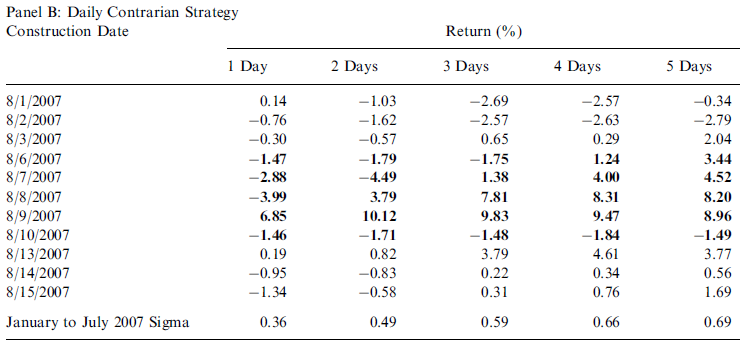 Panel B: Daily Contrarian Strategy
Construction Date Return (%)
1 Day 2 Days 3 Days 4 Days 5 Days
8/1/2007 0.14 −1.03 −2.69 −2.57 −0.34
8/2/2007 −0.76 −1.62 −2.57 −2.63 −2.79
8/3/2007 −0.30 −0.57 0.65 0.29 2.04
8/6/2007 −1.47 −1.79 −1.75 1.24 3.44
8/7/2007 −2.88 −4.49 1.38 4.00 4.52
8/8/2007 −3.99 3.79 7.81 8.31 8.20
8/9/2007 6.85 10.12 9.83 9.47 8.96
8/10/2007 −1.46 −1.71 −1.48 −1.84 −1.49
8/13/2007 0.19 0.82 3.79 4.61 3.77
8/14/2007 −0.95 −0.83 0.22 0.34 0.56
8/15/2007 −1.34 −0.58 0.31 0.76 1.69
January to July 2007 Sigma 0.36 0.49 0.59 0.66 0.69